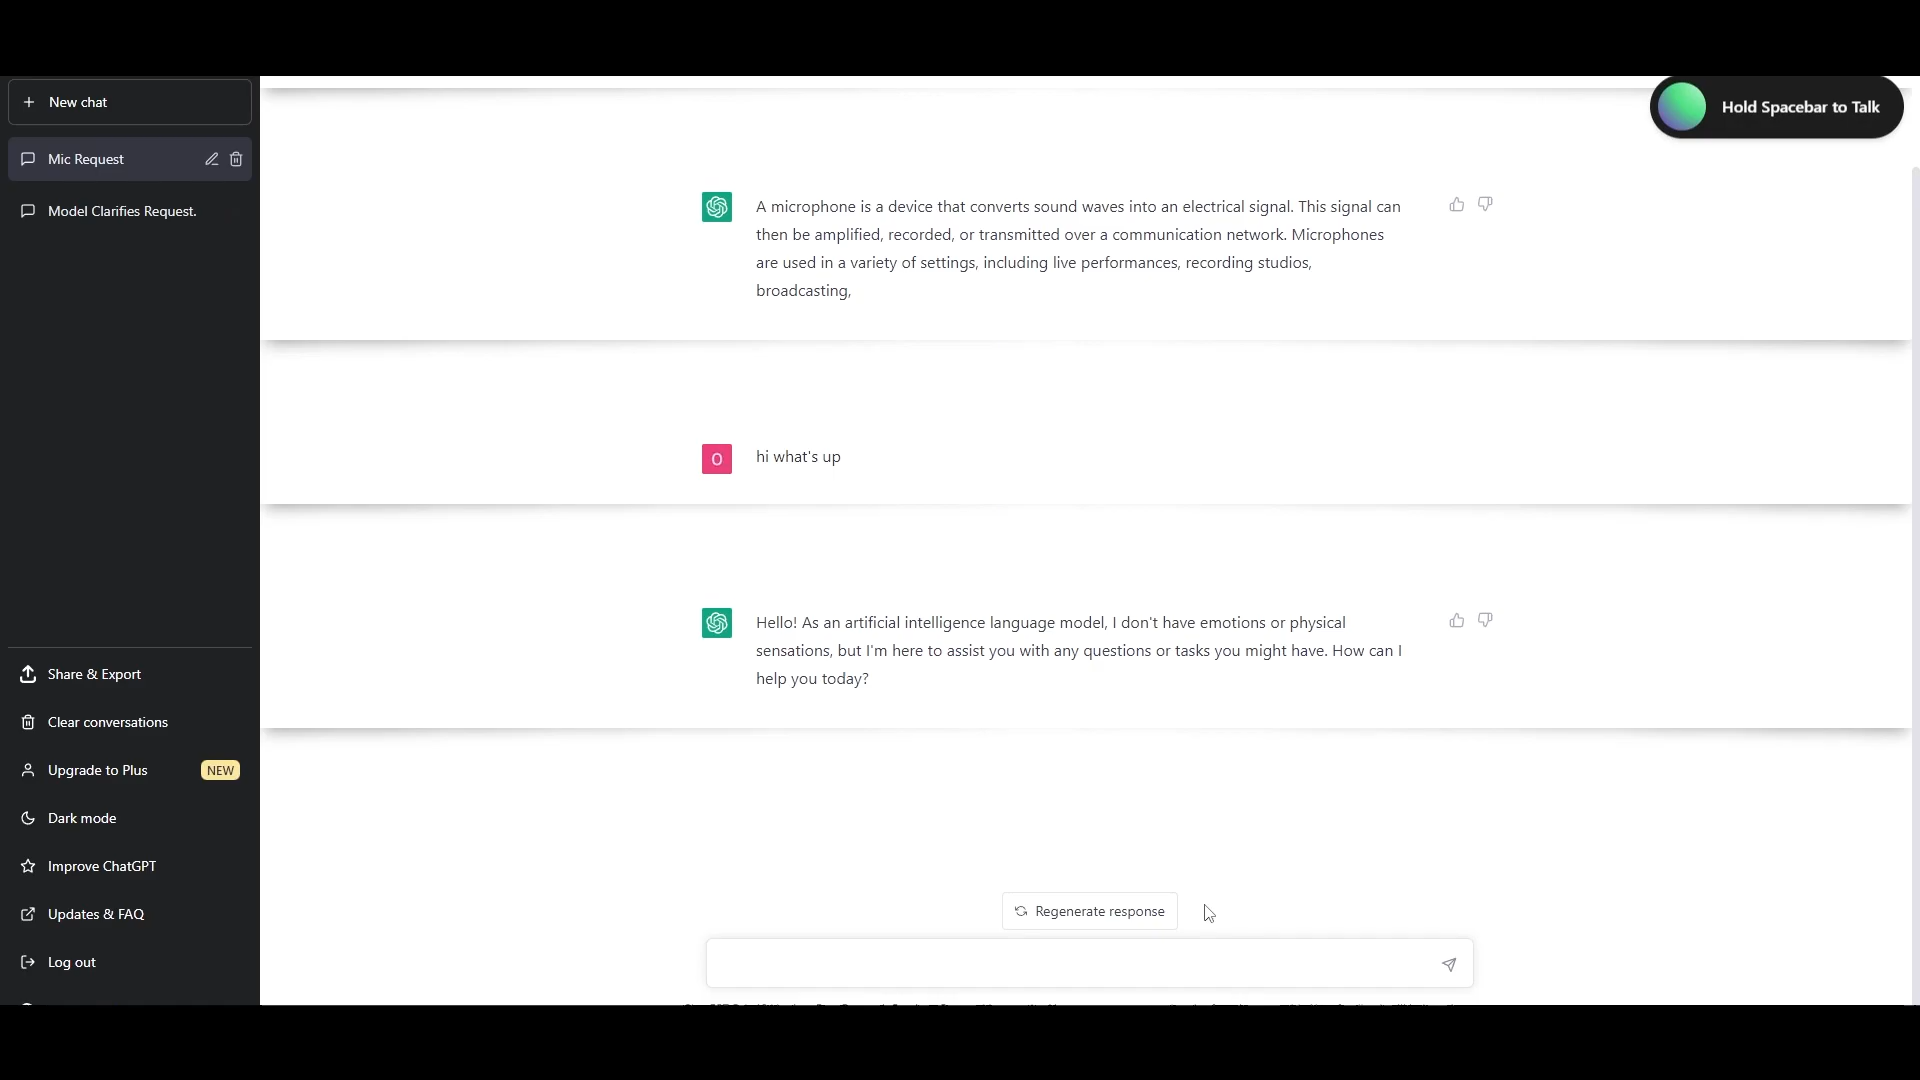 New chat
Mic Request
Model Clarifies Request.
Share & Export
Clear conversations
Upgrade to Plus NEW
Dark mode
Improve ChatGPT
Updates & FAQ
Log out
Hold Spacebar to Talk
A microphone is a device that converts sound waves into an electrical signal. This signal can
then be amplified, recorded, or transmitted over a communication network. Microphones
are used in a variety of settings, including live performances, recording studios,
broadcasting,
O
hi what's up
Hello! As an artificial intelligence language model, I don't have emotions or physical
sensations, but I'm here to assist you with any questions or tasks you might have. How can I
help you today?
Regenerate response